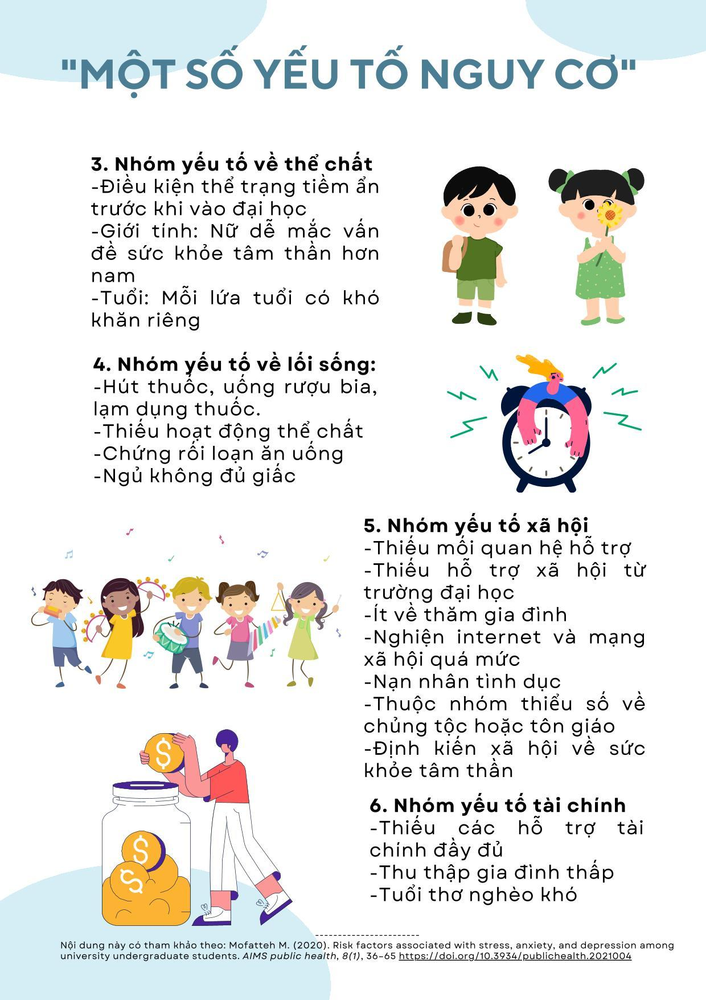 "MỘT SỐ YẾU TỐ NGUY CƠ"
3. Nhóm yếu tố về thể chất
-Điều kiện thể trạng tiềm ẩn
trước khi vào đại học
-Giới tính: Nữ dễ mắc vấn
đề sức khỏe tâm thần hơn
nam
-Tuổi: Mỗi lứa tuổi có khó
khăn riêng
4. Nhóm yếu tố về lối sống:
-Hút thuốc, uống rượu bia,
lạm dụng thuốc.
-Thiếu hoạt động thể chất
-Chứng rối loạn ăn uống
-Ngủ không đủ giấc
5. Nhóm yếu tố xã hội
-Thiếu mối quan hệ hỗ trợ
-Thiếu hỗ trợ xã hội từ
trường đại học
-Ít về thăm gia đình
-Nghiện internet và mạng
xã hội quá mức
-Nạn nhân tình dục
-Thuộc nhóm thiểu số về
chủng tộc hoặc tôn giáo
-Định kiến xã hội về sức
khỏe tâm thần
6. Nhóm yếu tố tài chính
-Thiếu các hỗ trợ tài
chính đầy đủ
-Thu thập gia đình thấp
-Tuổi thơ nghèo khó
-----------------------
Nội dung này có tham khảo theo: Mofatteh M. (2020). Risk factors associated with stress, anxiety, and depression among
university undergraduate students. AIMS public health, 8(1), 36–65 https://doi.org/10.3934/publichealth.2021004